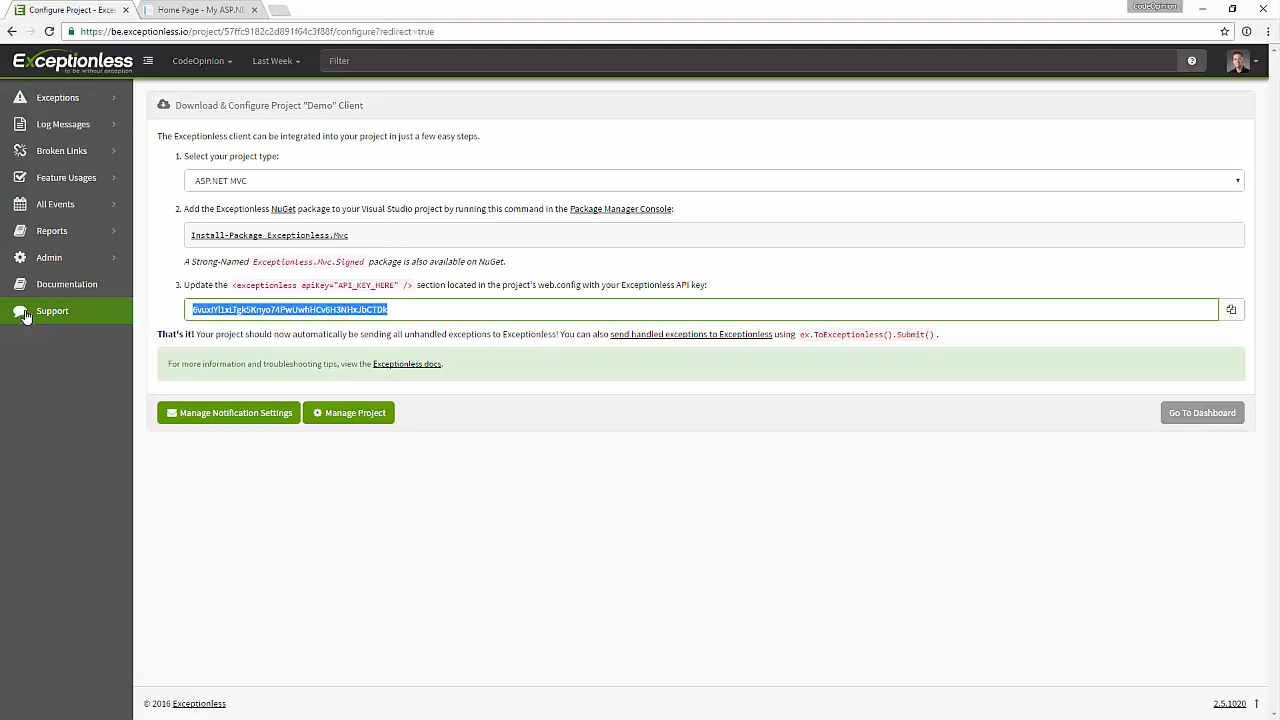 Configure Project - Exce
Home Page - My ASP.NE
CodeOpinion
https://be.exceptionless.io/project/57ffc9182c2d891f64c3f88f/configure?redirect=true
Exceptionless
to be without exception
CodeOpinion
Last Week
Filter
Exceptions
Log Messages
Broken Links
Feature Usages
All Events
Reports
Admin
Documentation
Support
Download & Configure Project "Demo" Client
The Exceptionless client can be integrated into your project in just a few easy steps.
1. Select your project type:
ASP.NET MVC
2. Add the Exceptionless NuGet package to your Visual Studio project by running this command in the Package Manager Console:
Install-Package Exceptionless.Mvc
A Strong-Named Exceptionless.Mvc.Signed package is also available on NuGet.
3. Update the <exceptionless apiKey="API_KEY_HERE" /> section located in the project's web.config with your Exceptionless API key:
That's it! Your project should now automatically be sending all unhandled exceptions to Exceptionless! You can also send handled exceptions to Exceptionless using ex.ToExceptionless().Submit().
For more information and troubleshooting tips, view the Exceptionless docs.
Manage Notification Settings
Manage Project
Go To Dashboard
© 2016 Exceptionless
2.5.1020